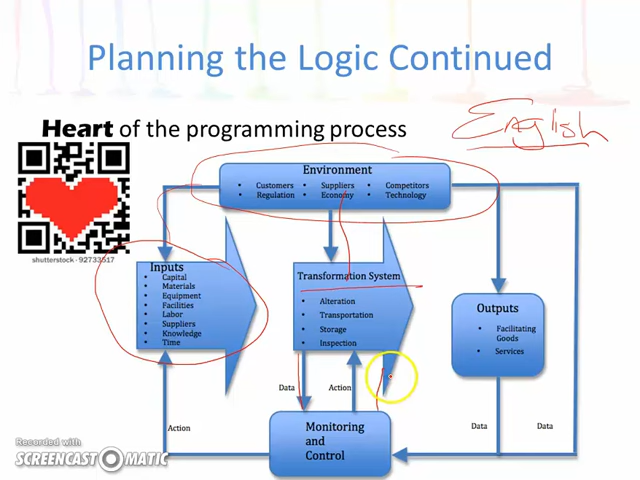 Planning the Logic Continued
Heart of the programming process
English
Environment
• Customers • Suppliers • Competitors
• Regulation • Economy • Technology
shutterstock · 92733517
Inputs
• Capital
• Materials
• Equipment
• Facilities
• Labor
• Suppliers
• Knowledge
• Time
Transformation System
• Alteration
• Transportation
• Storage
• Inspection
Outputs
• Facilitating
Goods
• Services
Data
Action
Action
Monitoring
and
Control
Data
Data
Recorded with
SCREENCAST-O-MATIC